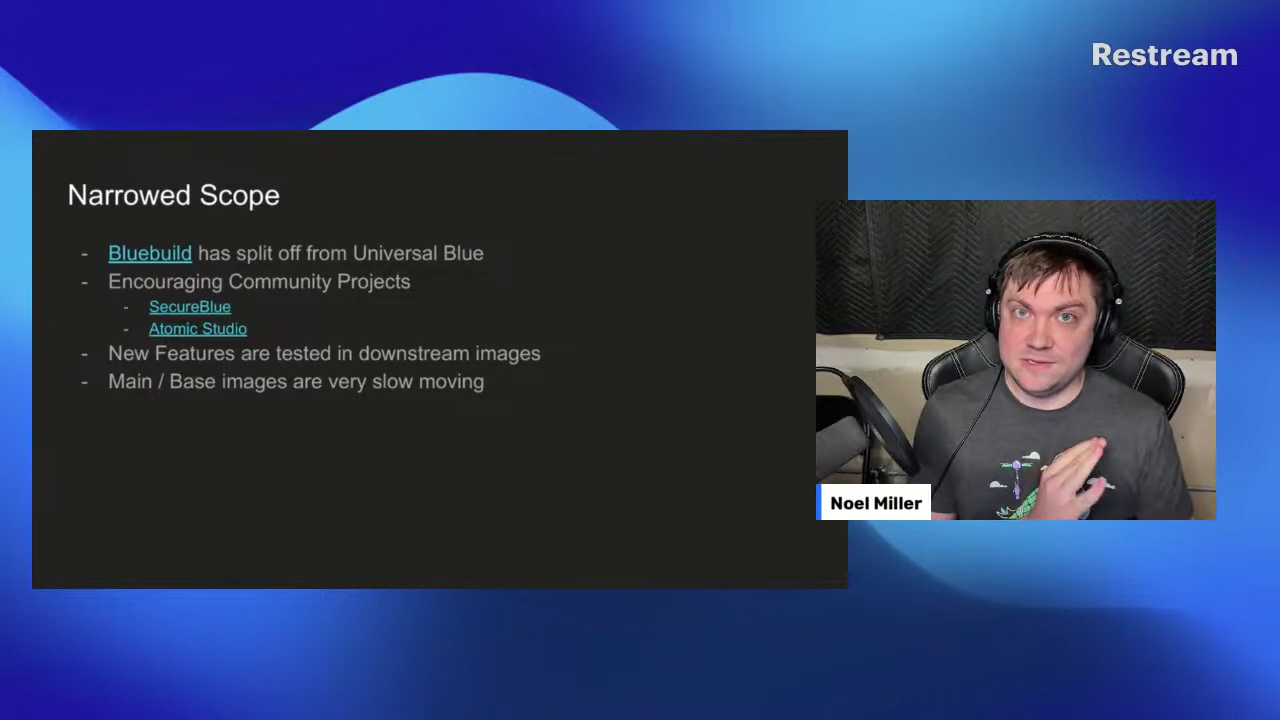 Restream
Narrowed Scope
- Bluebuild has split off from Universal Blue
- Encouraging Community Projects
- SecureBlue
- Atomic Studio
- New Features are tested in downstream images
- Main / Base images are very slow moving
Noel Miller